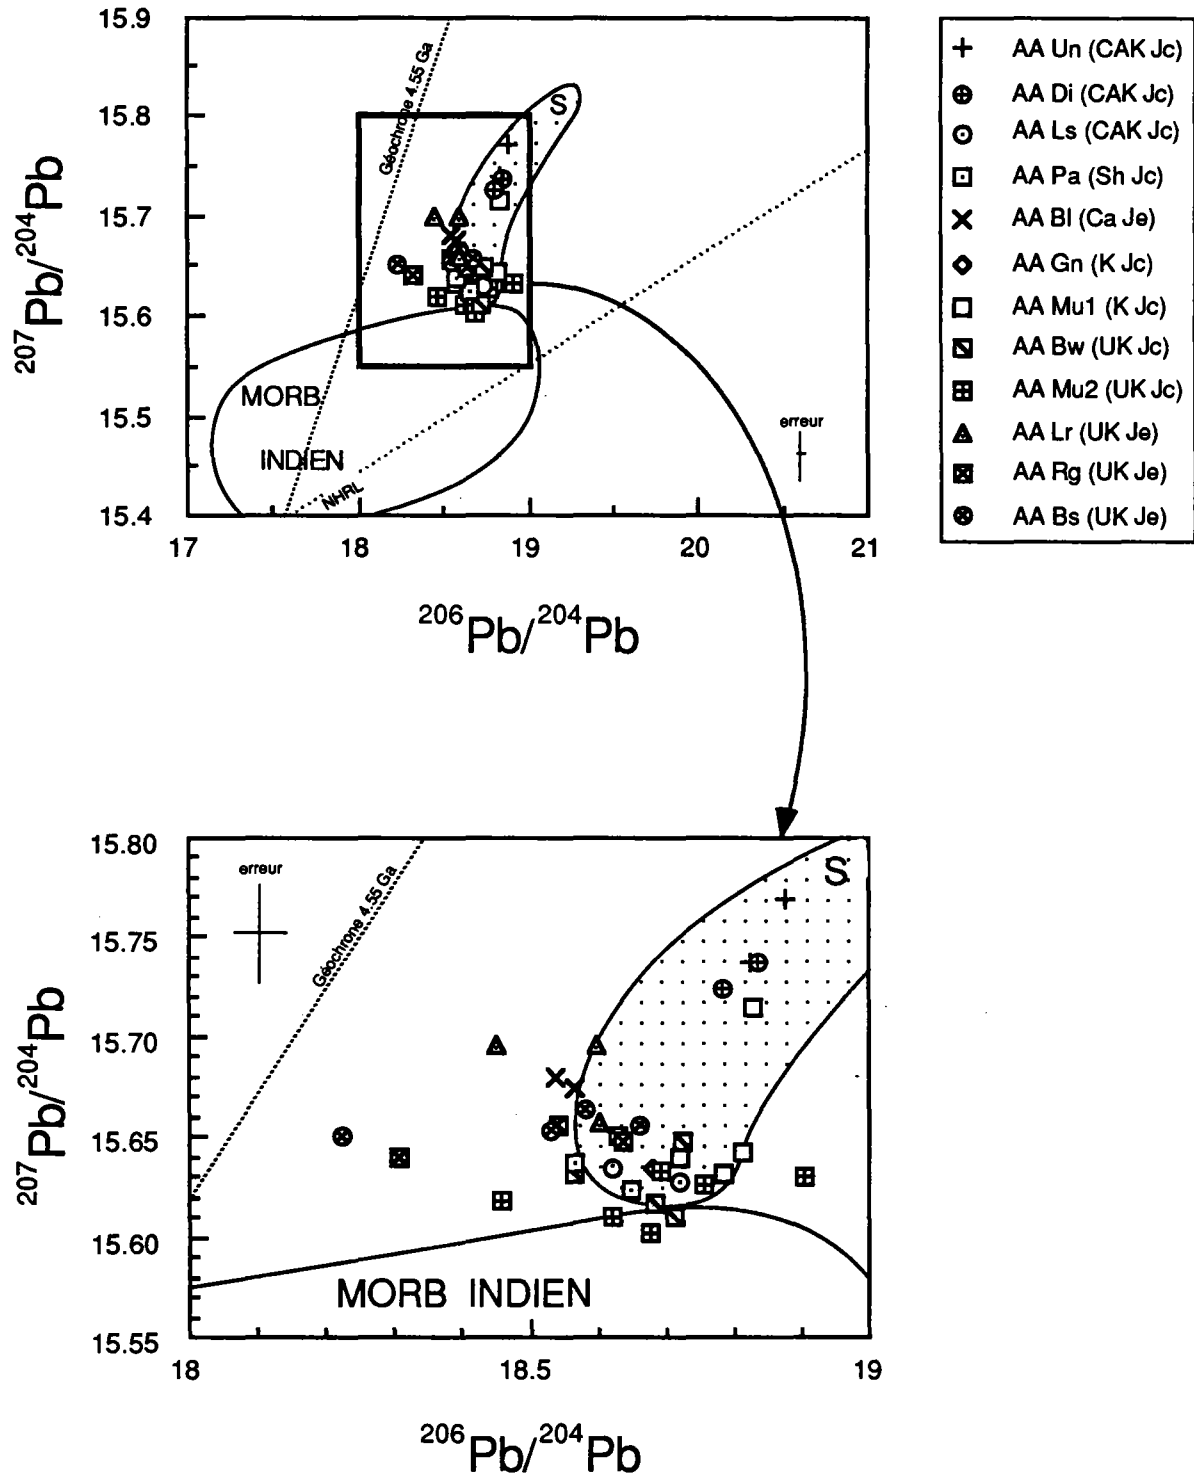 15.9
15.8
15.7
15.6
15.5
15.4
17
18
19
20
21
207Pb/204Pb
206Pb/204Pb
Géochrone 4.55 Ga
S
MORB
INDIEN
NHRL
erreur
AA Un (CAK Jc)
AA Di (CAK Jc)
AA Ls (CAK Jc)
AA Pa (Sh Jc)
AA Bl (Ca Je)
AA Gn (K Jc)
AA Mu1 (K Jc)
AA Bw (UK Jc)
AA Mu2 (UK Jc)
AA Lr (UK Je)
AA Rg (UK Je)
AA Bs (UK Je)
15.80
15.75
15.70
15.65
15.60
15.55
18
18.5
19
207Pb/204Pb
206Pb/204Pb
erreur
Géochrone 4.55 Ga
S
MORB INDIEN